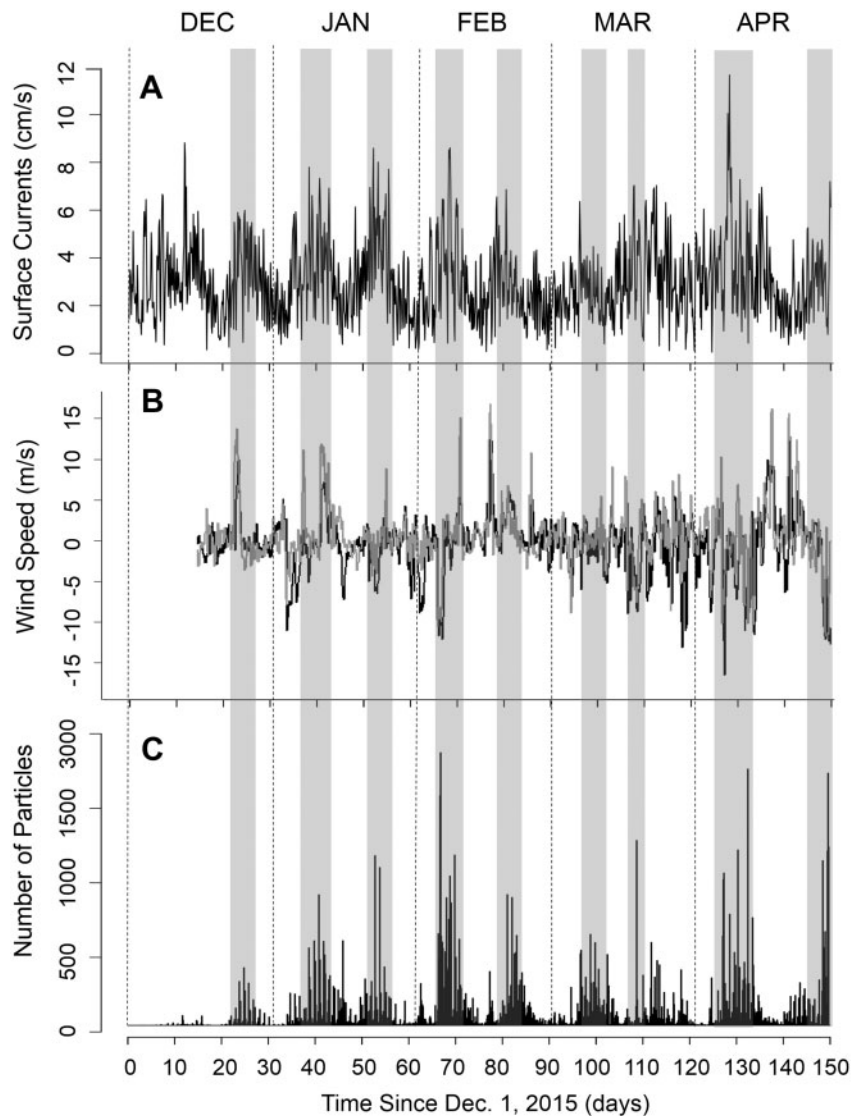 DEC JAN FEB MAR APR
A
Surface Currents (cm/s)
12
10
8
6
4
2
0
B
Wind Speed (m/s)
15
10
5
0
-5
-10
-15
C
Number of Particles
3000
1500
1000
500
0
0 10 20 30 40 50 60 70 80 90 100 110 120 130 140 150
Time Since Dec. 1, 2015 (days)